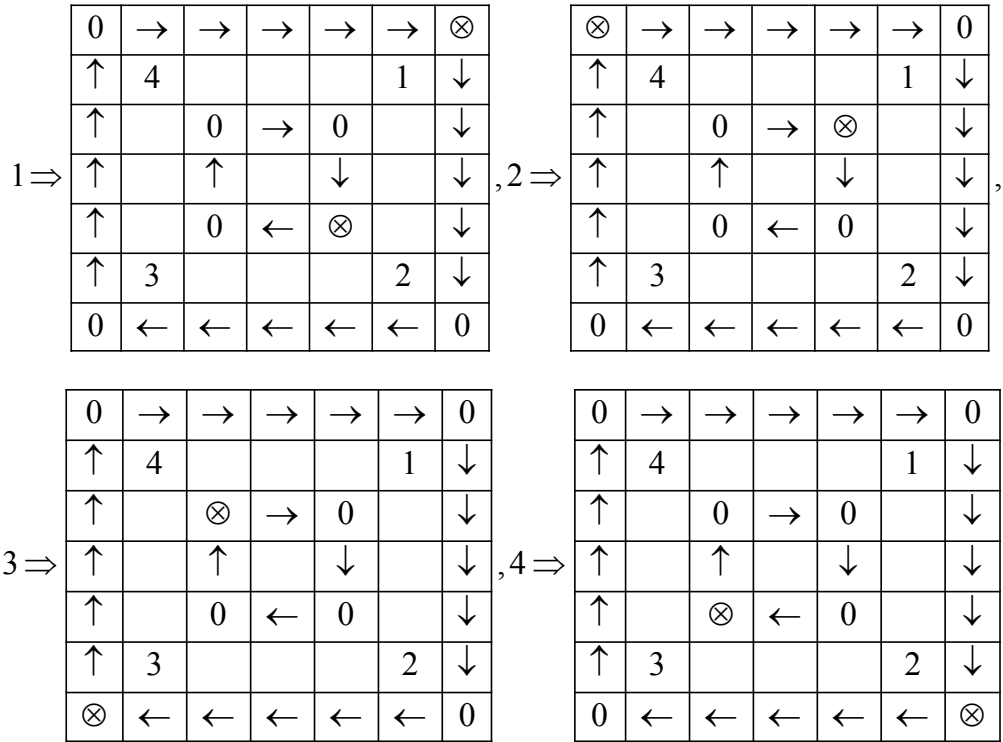 0 → → → → → ⊗ ⊗ → → → → → 0
↑ 4 1 ↓ ↑ 4 1 ↓
↑ 0 → 0 ↓ ↑ 0 → ⊗ ↓
1 ⇒ ↑ ↑ ↓ ↓ , 2 ⇒ ↑ ↑ ↓ ↓ ,
↑ 0 ← ⊗ ↓ ↑ 0 ← 0 ↓
↑ 3 2 ↓ ↑ 3 2 ↓
0 ← ← ← ← ← 0 0 ← ← ← ← ← 0
0 → → → → → 0 0 → → → → → 0
↑ 4 1 ↓ ↑ 4 1 ↓
↑ ⊗ → 0 ↓ ↑ 0 → 0 ↓
3 ⇒ ↑ ↑ ↓ ↓ , 4 ⇒ ↑ ↑ ↓ ↓
↑ 0 ← 0 ↓ ↑ ⊗ ← 0 ↓
↑ 3 2 ↓ ↑ 3 2 ↓
⊗ ← ← ← ← ← 0 0 ← ← ← ← ← ⊗